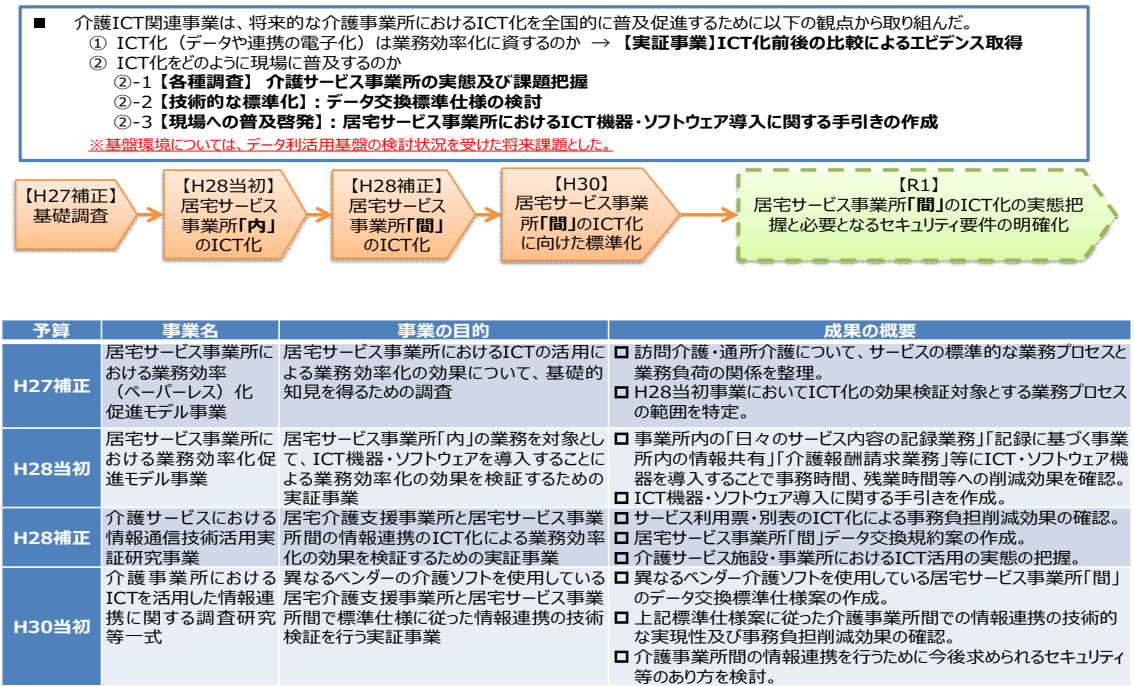 ■ 介護ICT関連事業は、将来的な介護事業所におけるICT化を全国的に普及促進するために以下の観点から取り組んだ。
① ICT化（データや連携の電子化）は業務効率化に資するのか → 【実証事業】ICT化前後の比較によるエビデンス取得
② ICT化をどのように現場に普及するのか
②-1【各種調査】 介護サービス事業所の実態及び課題把握
②-2【技術的な標準化】：データ交換標準仕様の検討
②-3【現場への普及啓発】：居宅サービス事業所におけるICT機器・ソフトウェア導入に関する手引きの作成
※基盤環境については、データ利活用基盤の検討状況を受けた将来課題とした。
【H27補正】
基礎調査
【H28当初】
居宅サービス
事業所「内」
のICT化
【H28補正】
居宅サービス
事業所「間」
のICT化
【H30】
居宅サービス事業
所「間」のICT化
に向けた標準化
【R1】
居宅サービス事業所「間」のICT化の実態把
握と必要となるセキュリティ要件の明確化
予算 事業名 事業の目的 成果の概要
H27補正
居宅サービス事業所に
おける業務効率
（ペーパーレス）化
促進モデル事業
居宅サービス事業所におけるICTの活用に
よる業務効率化の効果について、基礎的
知見を得るための調査
訪問介護・通所介護について、サービスの標準的な業務プロセスと
業務負荷の関係を整理。
H28当初事業においてICT化の効果検証対象とする業務プロセス
の範囲を特定。
H28当初
居宅サービス事業所に
おける業務効率化促
進モデル事業
居宅サービス事業所「内」の業務を対象とし
て、ICT機器・ソフトウェアを導入することに
よる業務効率化の効果を検証するための
実証事業
事業所内の「日々のサービス内容の記録業務」「記録に基づく事業
所内の情報共有」「介護報酬請求業務」等にICT・ソフトウェア機
器を導入することで事務時間、残業時間等への削減効果を確認。
ICT機器・ソフトウェア導入に関する手引きを作成。
H28補正
介護サービスにおける
情報通信技術活用実
証研究事業
居宅介護支援事業所と居宅サービス事業
所間の情報連携のICT化による業務効率
化の効果を検証するための実証事業
サービス利用票・別表のICT化による事務負担削減効果の確認。
居宅サービス事業所「間」データ交換規約案の作成。
介護サービス施設・事業所におけるICT活用の実態の把握。
H30当初
介護事業所における
ICTを活用した情報連
携に関する調査研究
等一式
異なるベンダーの介護ソフトを使用している
居宅介護支援事業所と居宅サービス事業
所間で標準仕様に従った情報連携の技術
検証を行う実証事業
異なるベンダー介護ソフトを使用している居宅サービス事業所「間」
のデータ交換標準仕様案の作成。
上記標準仕様案に従った介護事業所間での情報連携の技術的
な実現性及び事務負担削減効果の確認。
介護事業所間の情報連携を行うために今後求められるセキュリティ
等のあり方を検討。